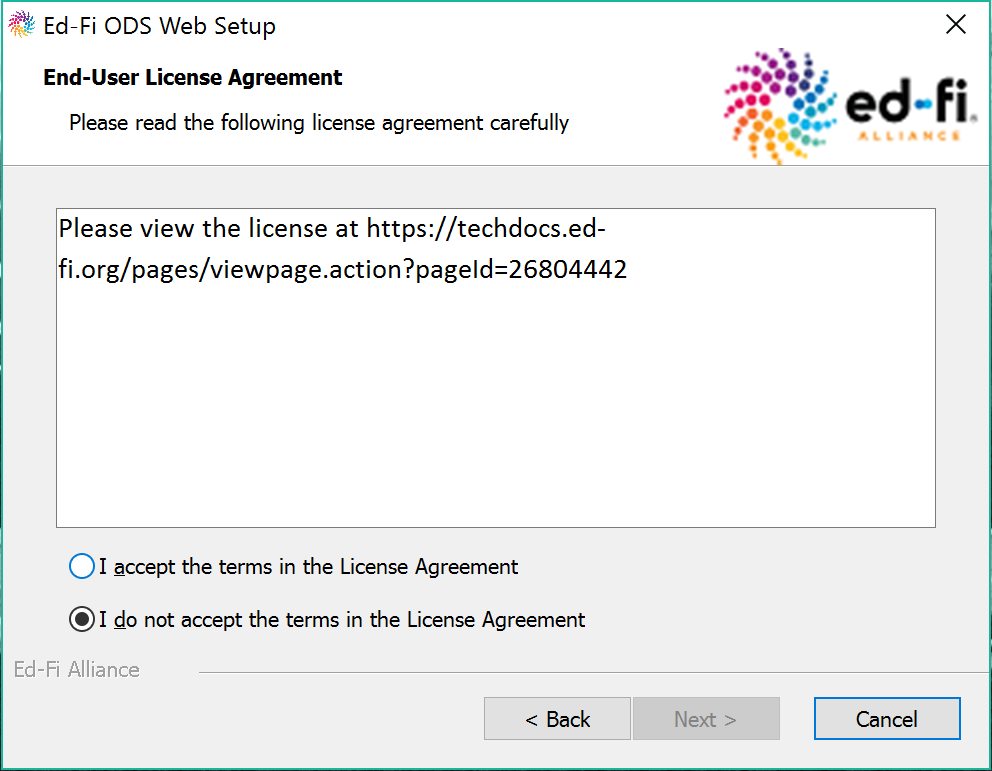 Ed-Fi ODS Web Setup
End-User License Agreement
Please read the following license agreement carefully
ed-fi®
ALLIANCE
Please view the license at https://techdocs.ed-
fi.org/pages/viewpage.action?pageId=26804442
I accept the terms in the License Agreement
I do not accept the terms in the License Agreement
Ed-Fi Alliance
< Back
Next >
Cancel